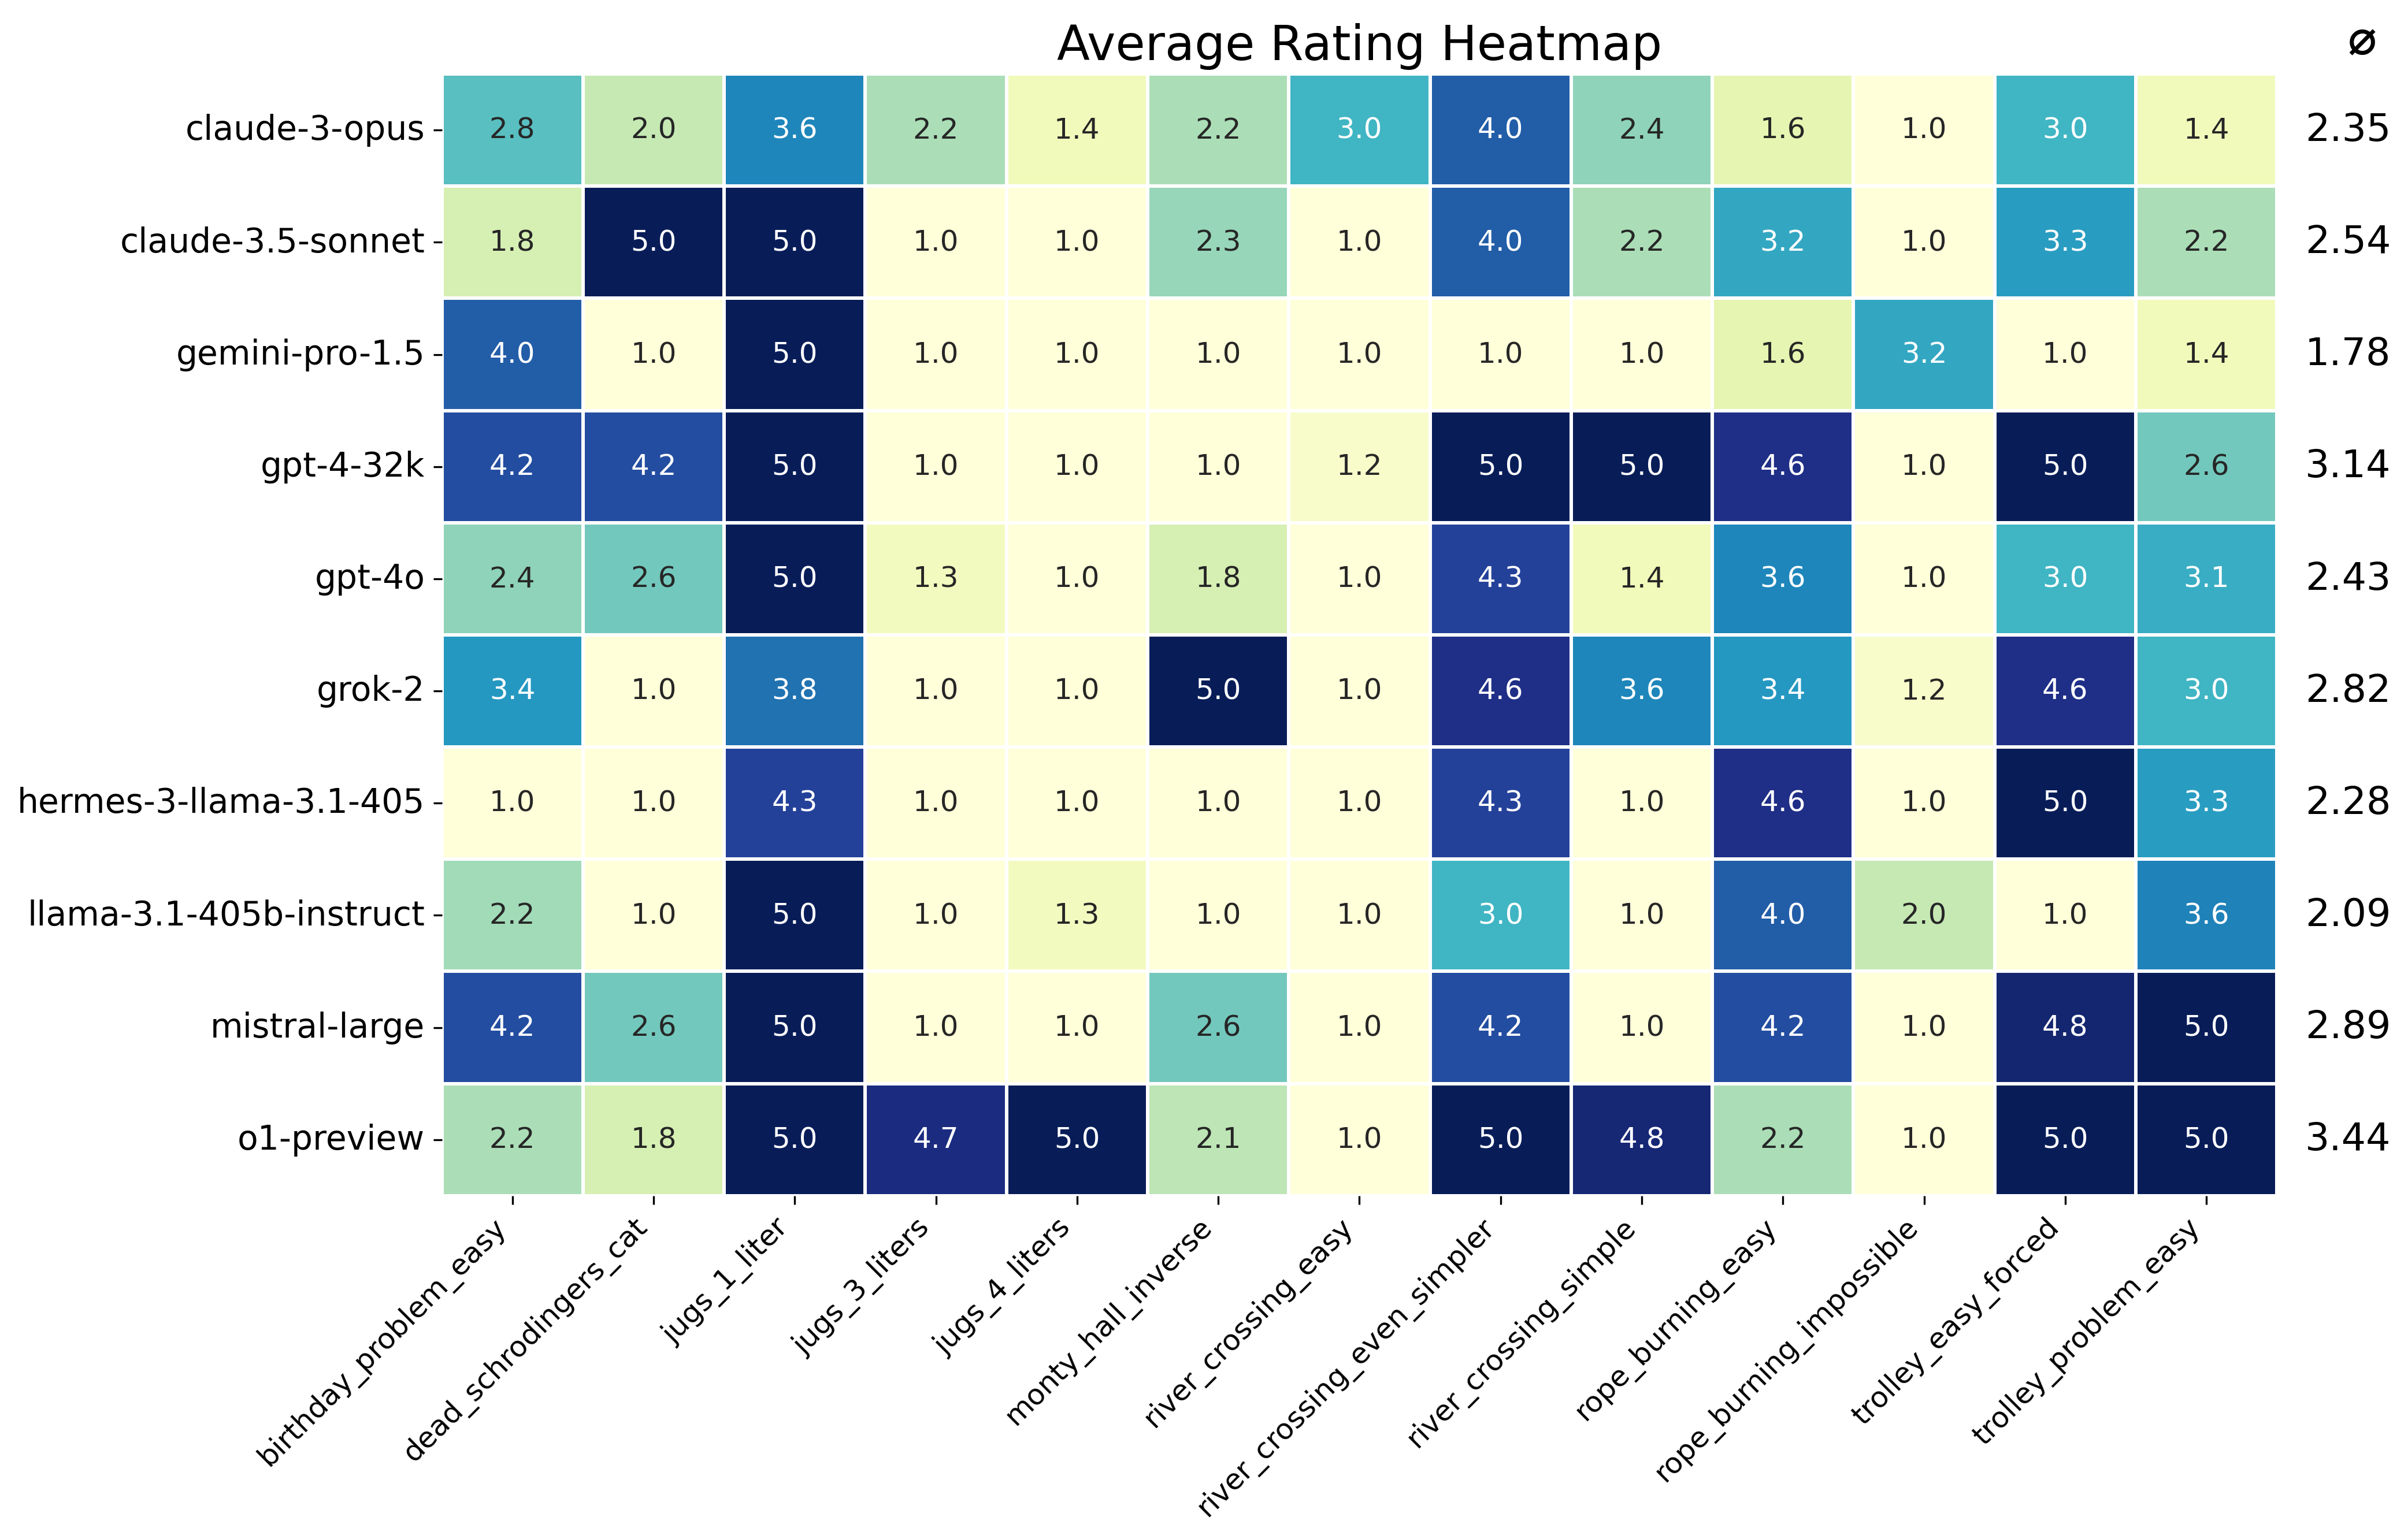 Average Rating Heatmap ⌀
claude-3-opus 2.8 2.0 3.6 2.2 1.4 2.2 3.0 4.0 2.4 1.6 1.0 3.0 1.4 2.35
claude-3.5-sonnet 1.8 5.0 5.0 1.0 1.0 2.3 1.0 4.0 2.2 3.2 1.0 3.3 2.2 2.54
gemini-pro-1.5 4.0 1.0 5.0 1.0 1.0 1.0 1.0 1.0 1.0 1.6 3.2 1.0 1.4 1.78
gpt-4-32k 4.2 4.2 5.0 1.0 1.0 1.0 1.2 5.0 5.0 4.6 1.0 5.0 2.6 3.14
gpt-4o 2.4 2.6 5.0 1.3 1.0 1.8 1.0 4.3 1.4 3.6 1.0 3.0 3.1 2.43
grok-2 3.4 1.0 3.8 1.0 1.0 5.0 1.0 4.6 3.6 3.4 1.2 4.6 3.0 2.82
hermes-3-llama-3.1-405 1.0 1.0 4.3 1.0 1.0 1.0 1.0 4.3 1.0 4.6 1.0 5.0 3.3 2.28
llama-3.1-405b-instruct 2.2 1.0 5.0 1.0 1.3 1.0 1.0 3.0 1.0 4.0 2.0 1.0 3.6 2.09
mistral-large 4.2 2.6 5.0 1.0 1.0 2.6 1.0 4.2 1.0 4.2 1.0 4.8 5.0 2.89
o1-preview 2.2 1.8 5.0 4.7 5.0 2.1 1.0 5.0 4.8 2.2 1.0 5.0 5.0 3.44
birthday_problem_easy
dead_schrodingers_cat
jugs_1_liter
jugs_3_liters
jugs_4_liters
monty_hall_inverse
river_crossing_easy
river_crossing_even_simpler
river_crossing_simple
rope_burning_easy
rope_burning_impossible
trolley_easy_forced
trolley_problem_easy